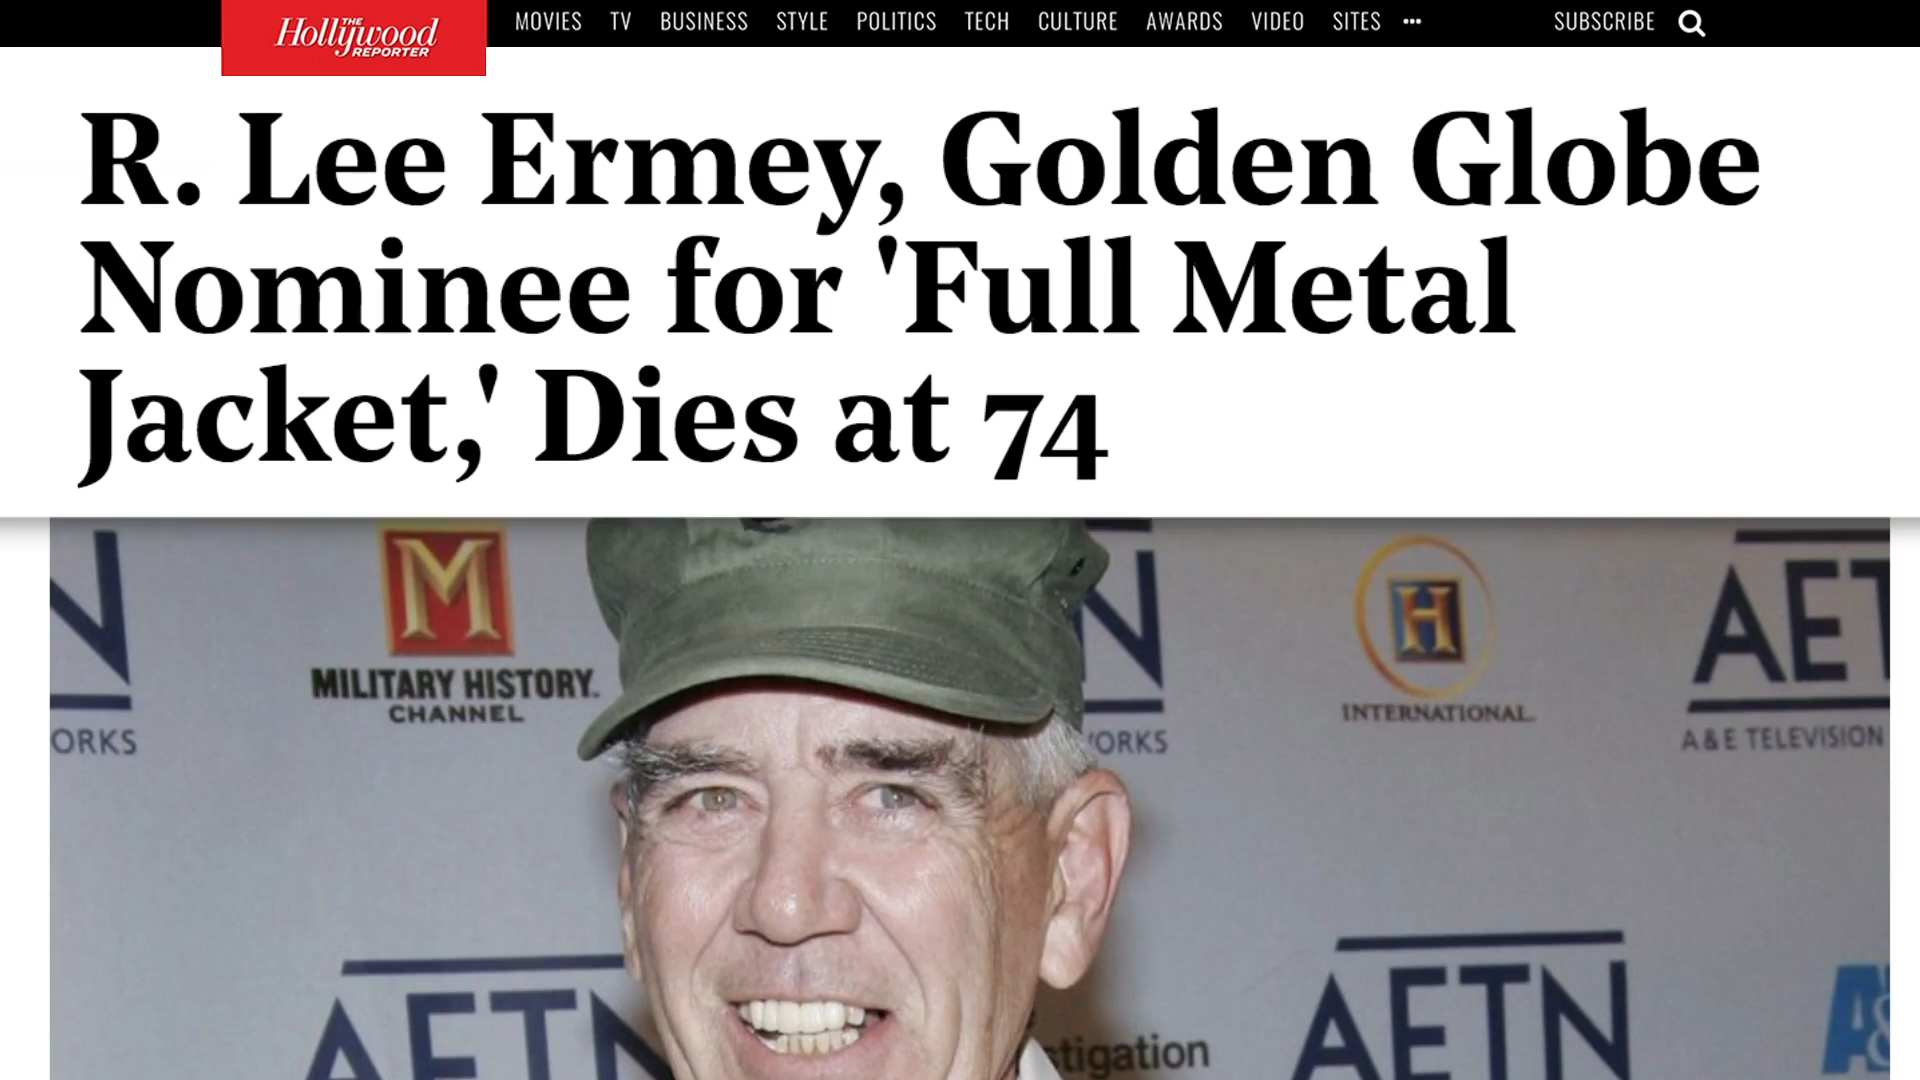 THE
Hollywood
REPORTER
MOVIES TV BUSINESS STYLE POLITICS TECH CULTURE AWARDS VIDEO SITES ••• SUBSCRIBE
R. Lee Ermey, Golden Globe
Nominee for 'Full Metal
Jacket,' Dies at 74
M
MILITARY HISTORY
CHANNEL
N
ORKS
N
ORKS
H
INTERNATIONAL
AET
A&E TELEVISION
AETN
stigation
AETN
A&